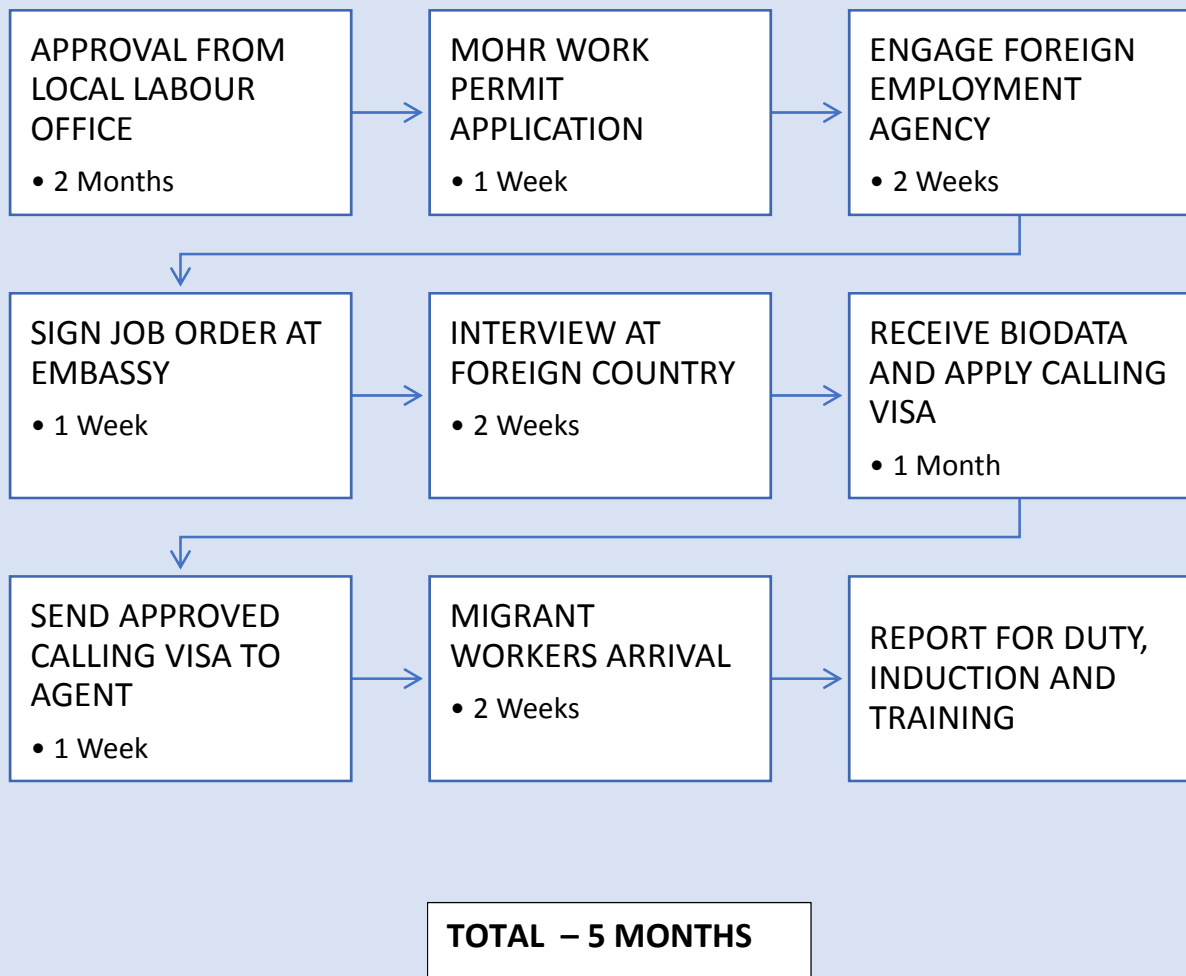 APPROVAL FROM
LOCAL LABOUR
OFFICE
• 2 Months
MOHR WORK
PERMIT
APPLICATION
• 1 Week
ENGAGE FOREIGN
EMPLOYMENT
AGENCY
• 2 Weeks
SIGN JOB ORDER AT
EMBASSY
• 1 Week
INTERVIEW AT
FOREIGN COUNTRY
• 2 Weeks
RECEIVE BIODATA
AND APPLY CALLING
VISA
• 1 Month
SEND APPROVED
CALLING VISA TO
AGENT
• 1 Week
MIGRANT
WORKERS ARRIVAL
• 2 Weeks
REPORT FOR DUTY,
INDUCTION AND
TRAINING
TOTAL – 5 MONTHS